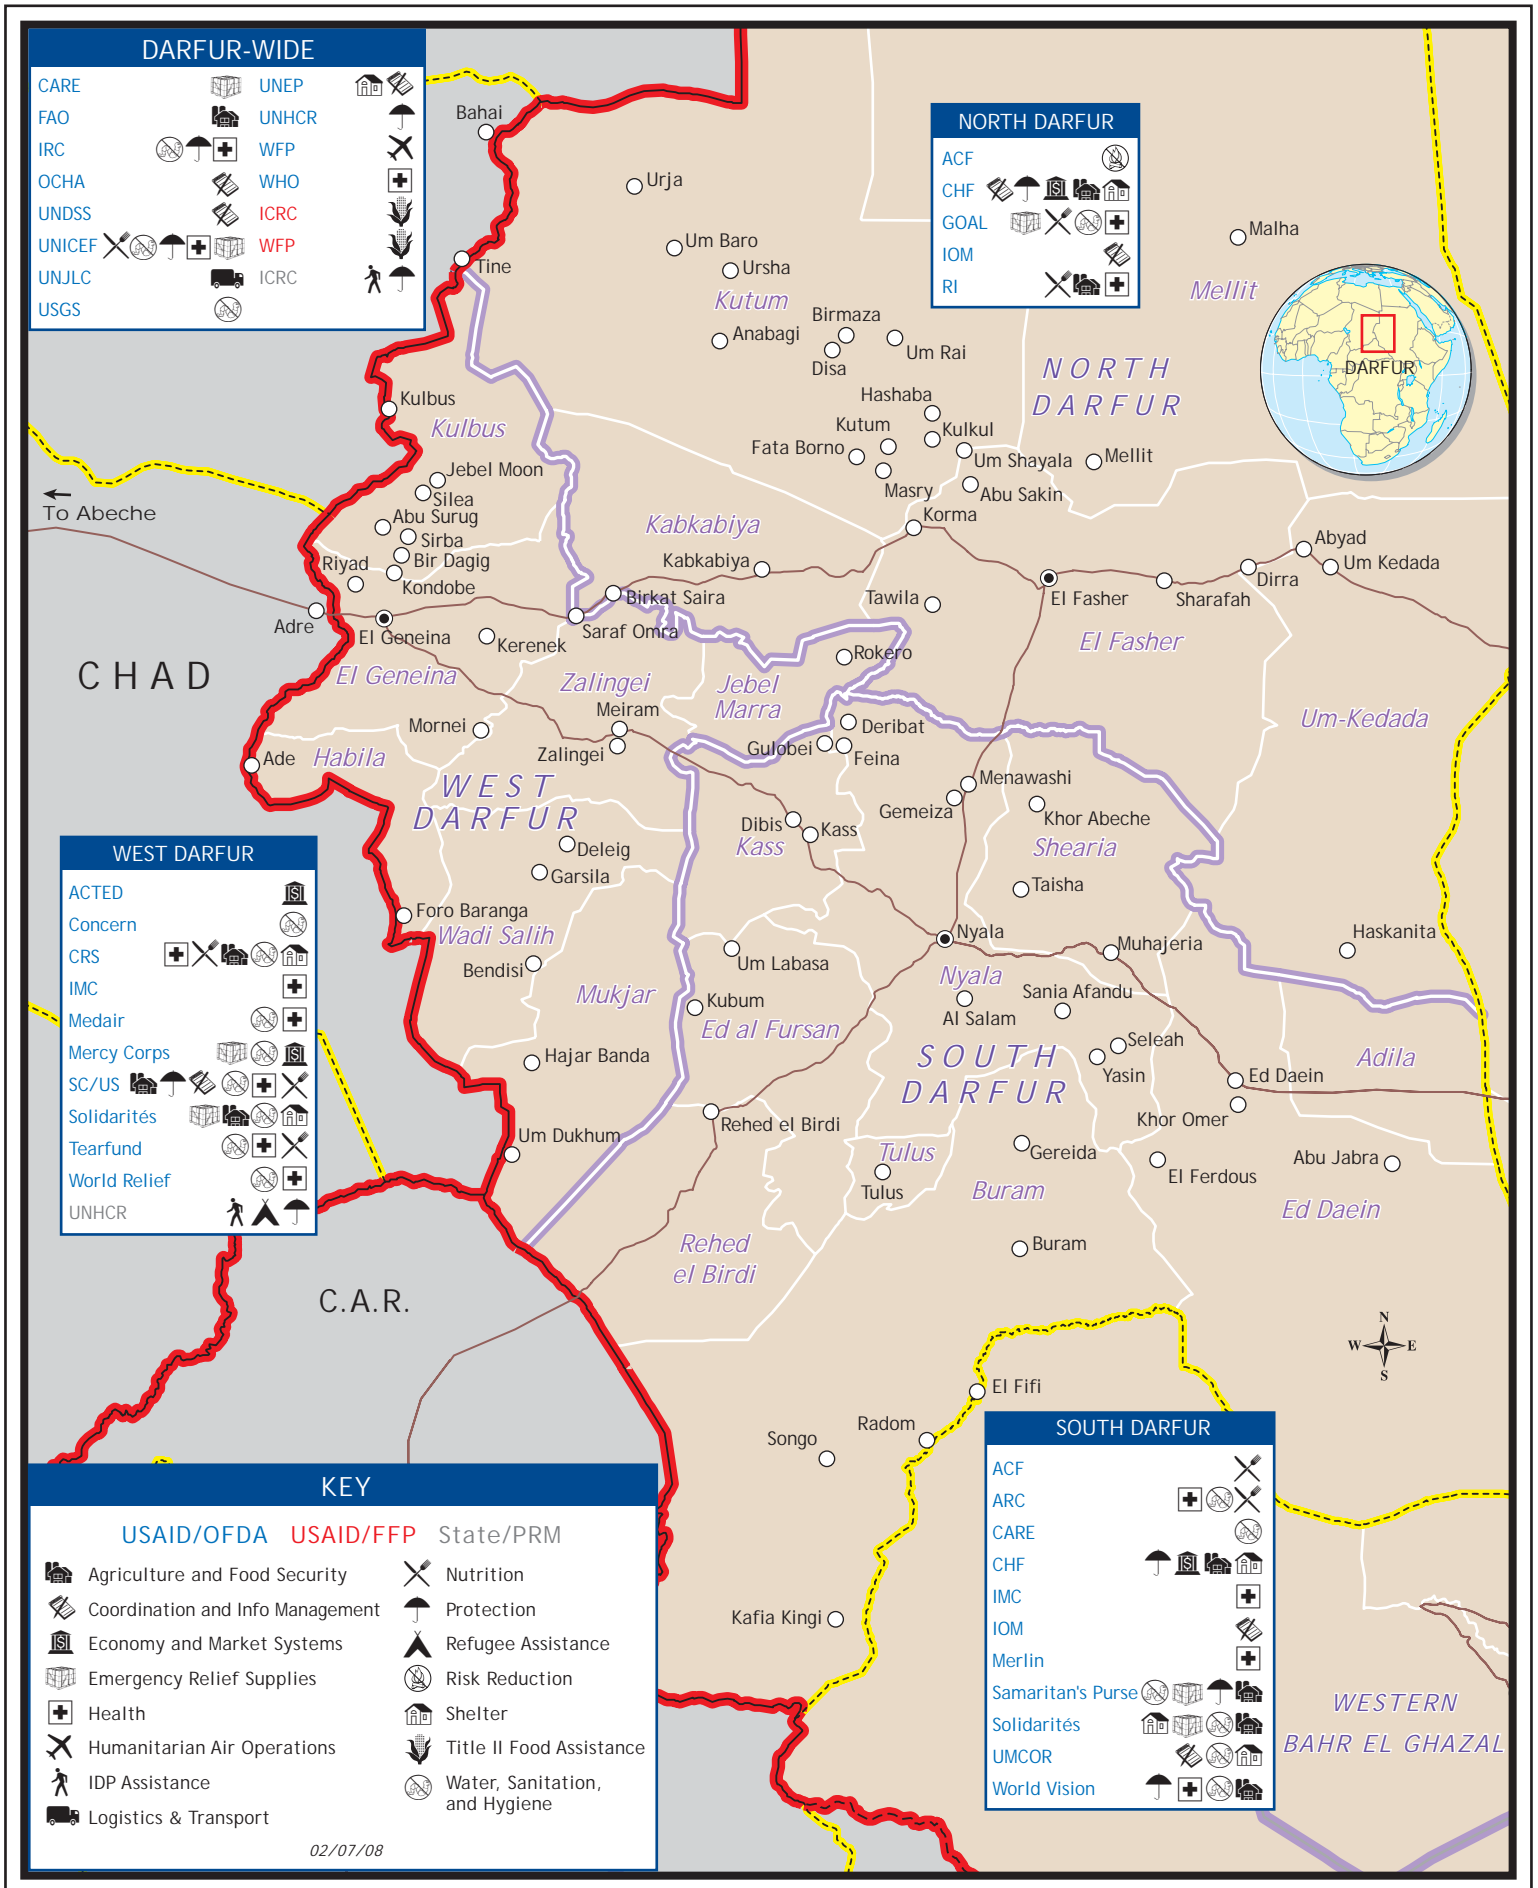 DARFUR-WIDE
CARE
FAO
IRC
OCHA
UNDSS
UNICEF
UNJLC
USGS
UNEP
UNHCR
WFP
WHO
ICRC
WFP
ICRC
NORTH DARFUR
ACF
CHF
GOAL
IOM
RI
Bahai
Urja
Um Baro
Ursha
Tine
Kutum
Anabagi
Birmaza
Disa
Um Rai
Malha
Mellit
DARFUR
NORTH
DARFUR
Kulbus
Kulbus
Hashaba
Kutum
Kulkul
Fata Borno
Um Shayala
Mellit
Masry
Abu Sakin
Jebel Moon
Silea
To Abeche
Abu Surug
Sirba
Bir Dagig
Riyad
Kondobe
Kabkabiya
Kabkabiya
Korma
Abyad
Um Kedada
Dirra
Sharafah
El Fasher
El Fasher
Birkat Saira
Tawila
Adre
El Geneina
Kerenek
Saraf Omra
Rokero
CHAD
El Geneina
Zalingei
Jebel
Marra
Meiram
Mornei
Zalingei
Deribat
Gulobei
Feina
Um-Kedada
Ade
Habila
WEST
DARFUR
Menawashi
Gemeiza
Khor Abeche
Dibis
Kass
Kass
Shearia
Deleig
Garsila
Taisha
WEST DARFUR
ACTED
Concern
CRS
IMC
Medair
Mercy Corps
SC/US
Solidarités
Tearfund
World Relief
UNHCR
Foro Baranga
Wadi Salih
Bendisi
Mukjar
Um Labasa
Kubum
Ed al Fursan
Nyala
Nyala
Muhajeria
Haskanita
Al Salam
Sania Afandu
Seleah
Yasin
SOUTH
DARFUR
Adila
Hajar Banda
Ed Daein
Khor Omer
Rehed el Birdi
Um Dukhum
Tulus
Tulus
Gereida
El Ferdous
Abu Jabra
Buram
Ed Daein
Buram
Rehed
el Birdi
C.A.R.
N
W
E
S
El Fifi
Radom
Songo
Kafia Kingi
SOUTH DARFUR
ACF
ARC
CARE
CHF
IMC
IOM
Merlin
Samaritan's Purse
Solidarités
UMCOR
World Vision
WESTERN
BAHR EL GHAZAL
KEY
USAID/OFDA USAID/FFP State/PRM
Agriculture and Food Security
Coordination and Info Management
Economy and Market Systems
Emergency Relief Supplies
Health
Humanitarian Air Operations
IDP Assistance
Logistics & Transport
Nutrition
Protection
Refugee Assistance
Risk Reduction
Shelter
Title II Food Assistance
Water, Sanitation,
and Hygiene
02/07/08